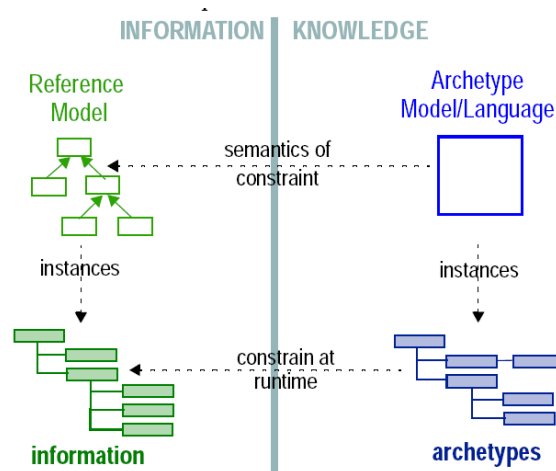 INFORMATION KNOWLEDGE
Reference
Model
Archetype
Model/Language
semantics of
constraint
instances
instances
constrain at
runtime
information
archetypes